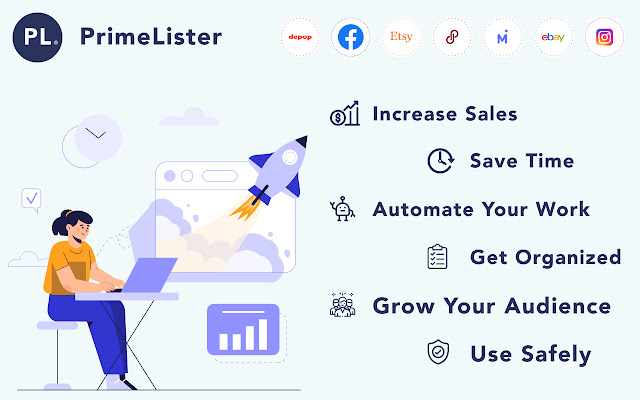 PL.
PrimeLister
depop
Etsy
ebay
Increase Sales
Save Time
Automate Your Work
Get Organized
Grow Your Audience
Use Safely